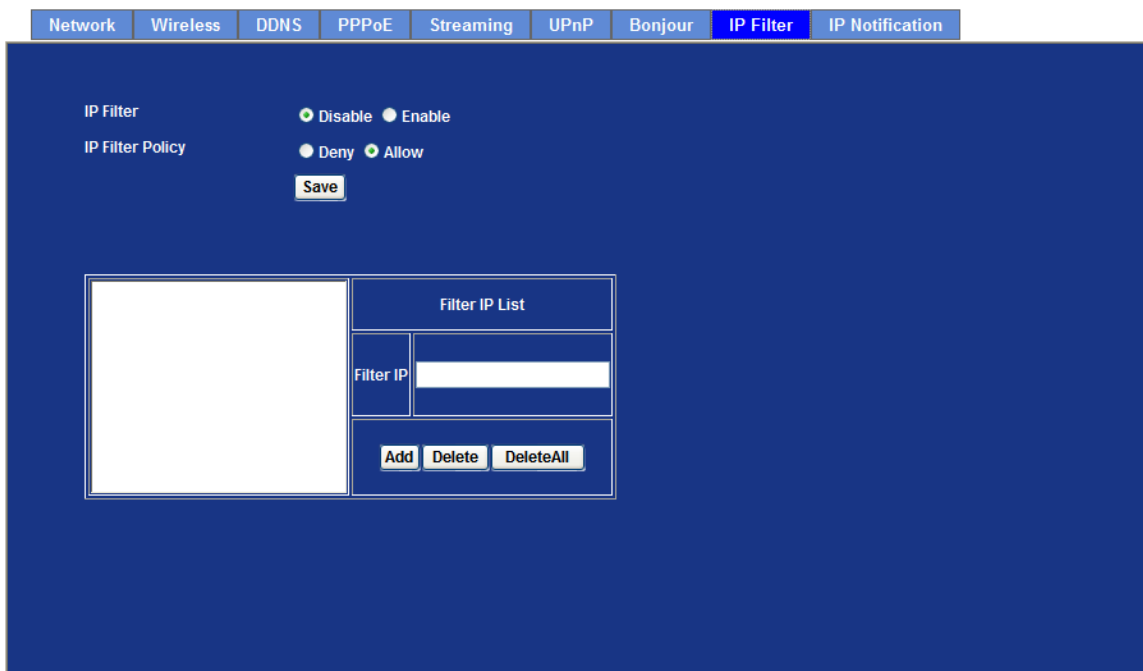 Network Wireless DDNS PPPoE Streaming UPnP Bonjour IP Filter IP Notification
IP Filter Disable Enable
IP Filter Policy Deny Allow
Save
Filter IP List
Filter IP
Add Delete DeleteAll